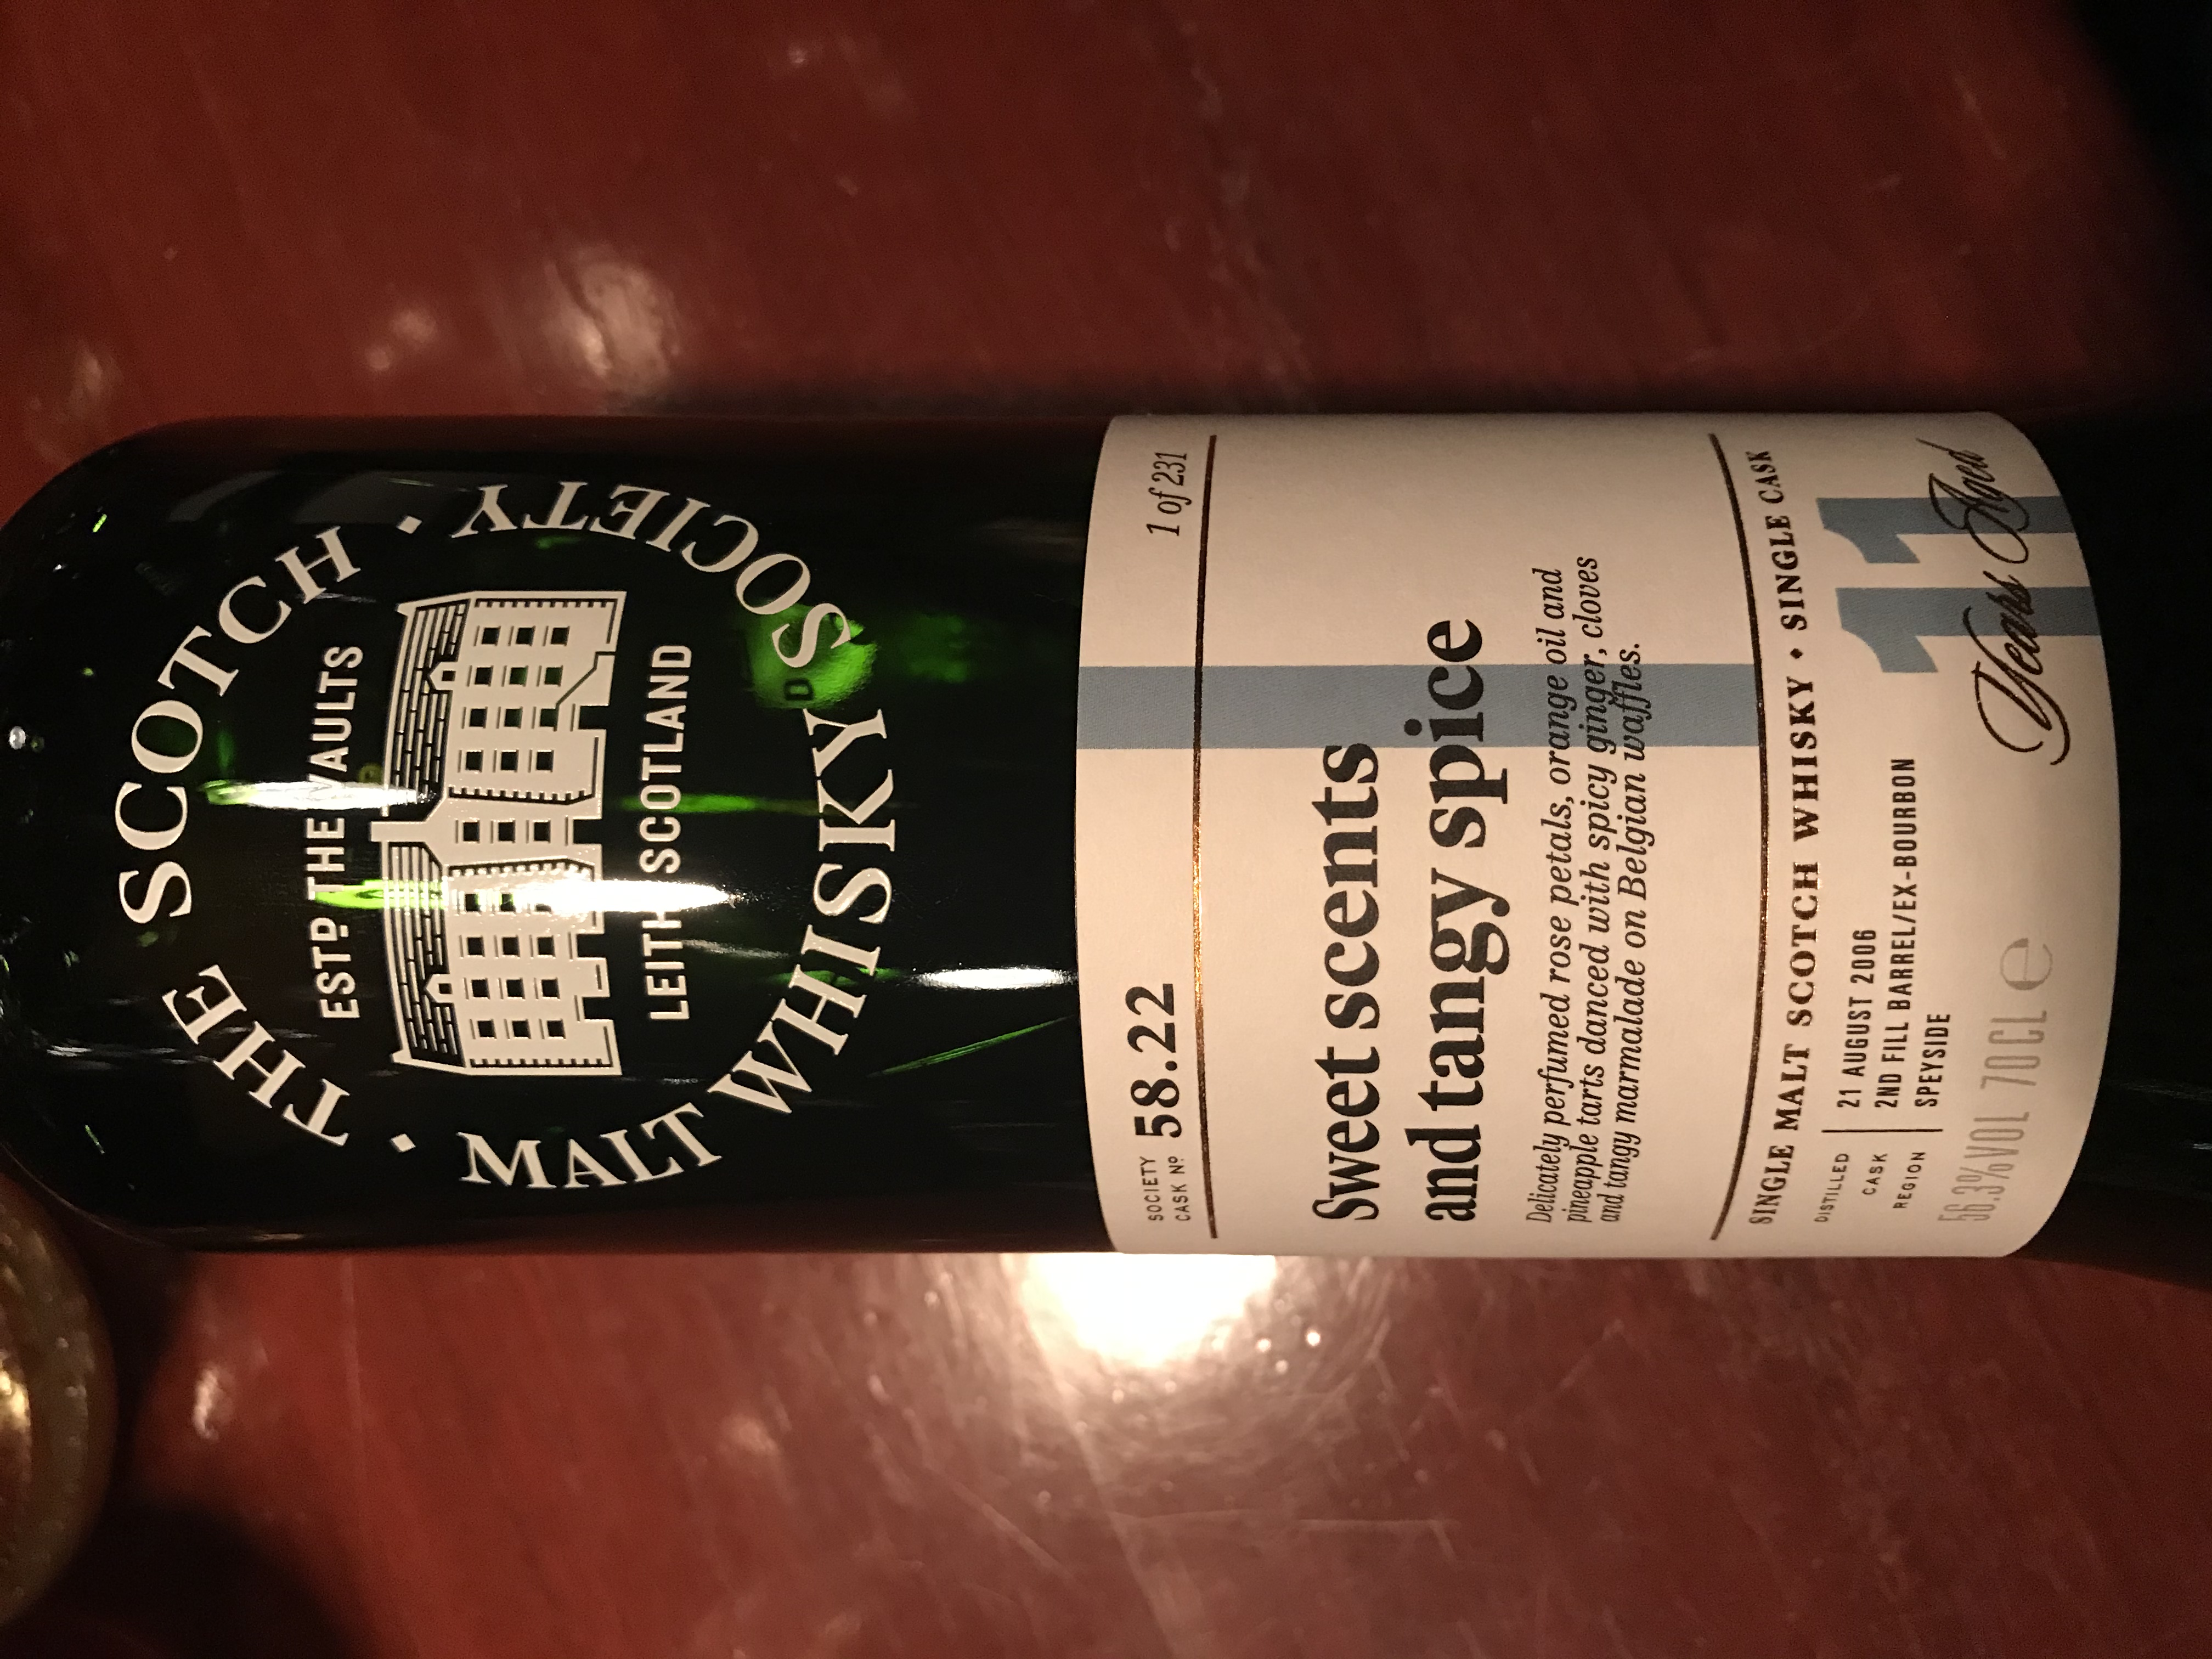 THE SCOTCH
MALT WHISKY SOCIETY
ESTD THE VAULTS
LEITH SCOTLAND
SOCIETY
CASK Nº 58.22
1 of 231
Sweet scents
and tangy spice
Delicately perfumed rose petals, orange oil and
pineapple tarts danced with spicy ginger, cloves
and tangy marmalade on Belgian waffles.
SINGLE MALT SCOTCH WHISKY • SINGLE CASK
DISTILLED 21 AUGUST 2006
CASK 2ND FILL BARREL/EX-BOURBON
REGION SPEYSIDE
56.3%VOL 70CL e
11
Years Aged